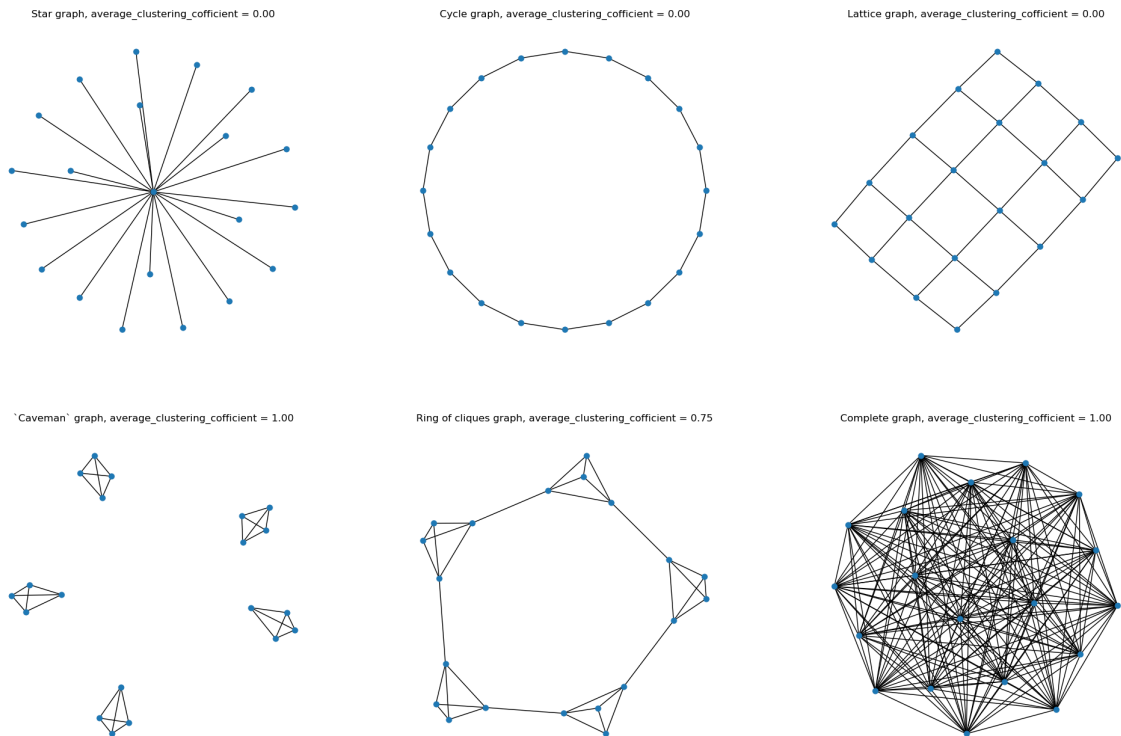 Star graph, average_clustering_cofficient = 0.00
Cycle graph, average_clustering_cofficient = 0.00
Lattice graph, average_clustering_cofficient = 0.00
`Caveman` graph, average_clustering_cofficient = 1.00
Ring of cliques graph, average_clustering_cofficient = 0.75
Complete graph, average_clustering_cofficient = 1.00